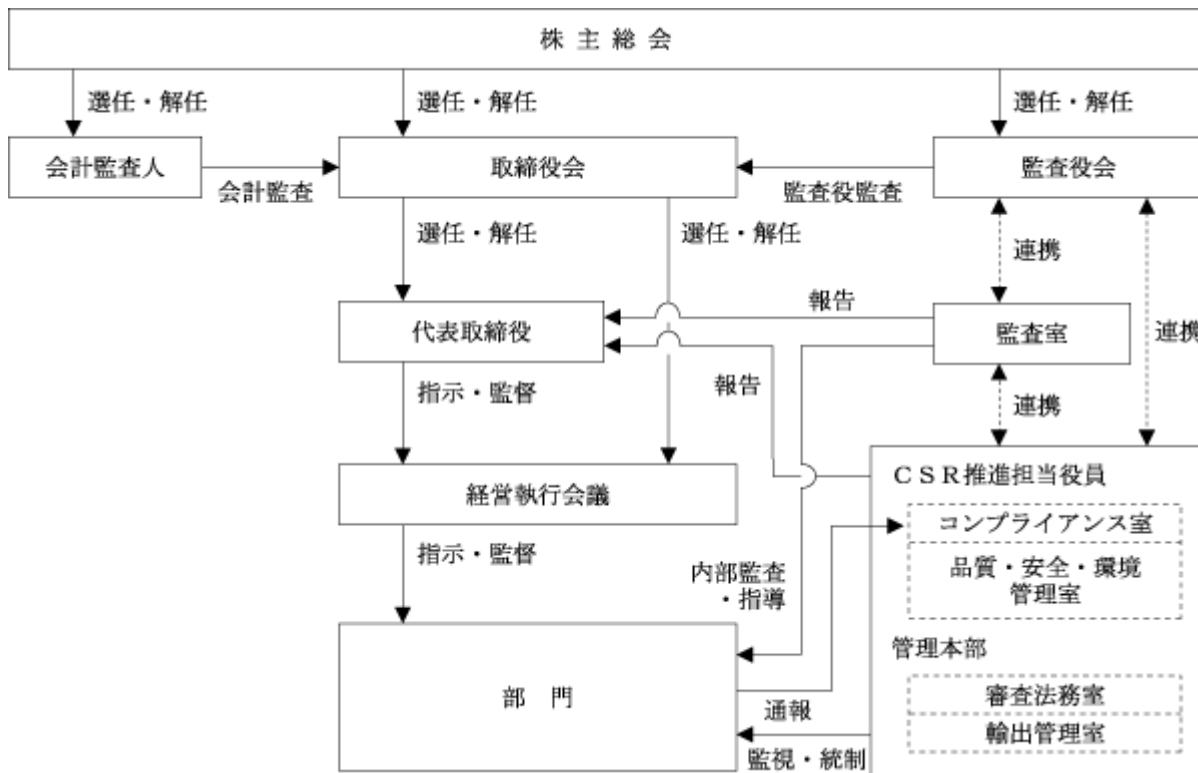 株 主 総 会
選任・解任
選任・解任
選任・解任
会計監査人
会計監査
取締役会
監査役監査
監査役会
選任・解任
選任・解任
連携
代表取締役
報告
監査室
連携
指示・監督
報告
連携
経営執行会議
CSR推進担当役員
コンプライアンス室
指示・監督
内部監査
・指導
品質・安全・環境
管理室
管理本部
部 門
審査法務室
通報
輸出管理室
監視・統制